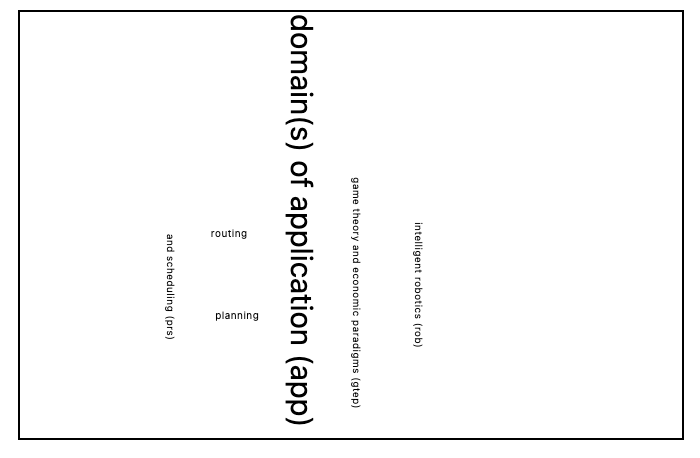 domain(s) of application (app)
routing
planning
and scheduling (prs)
game theory and economic paradigms (gtep)
intelligent robotics (rob)